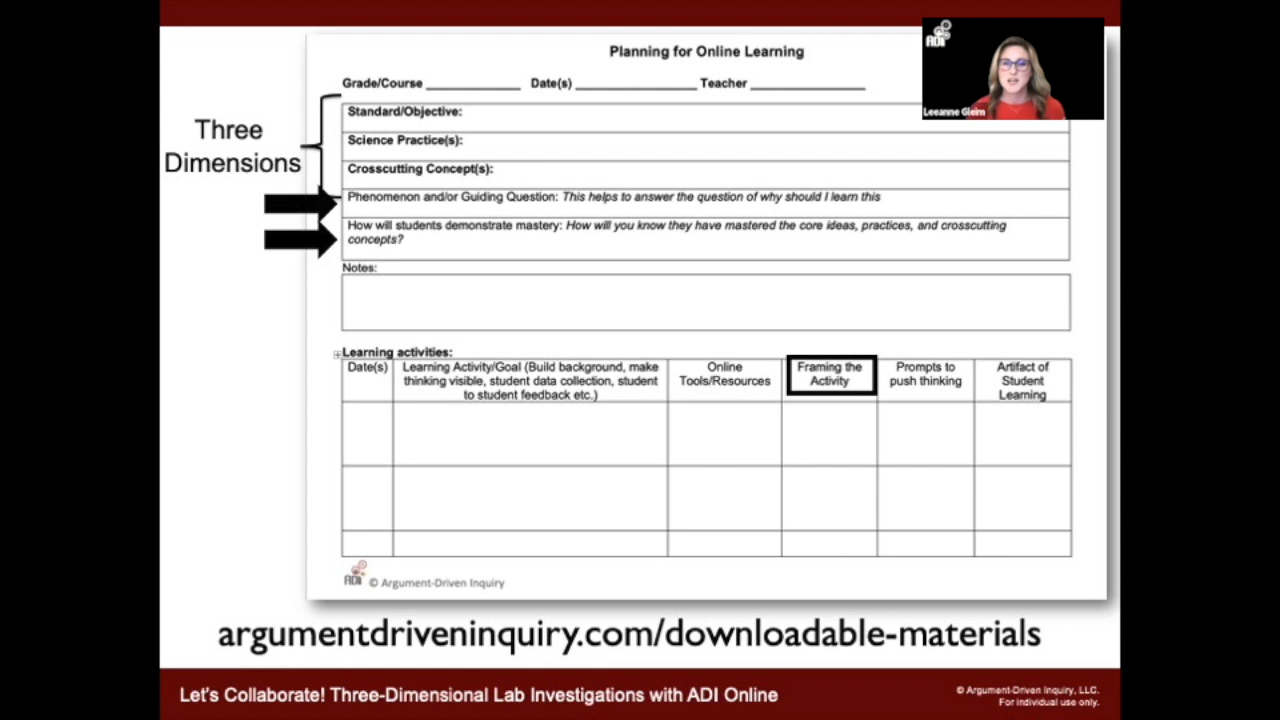 Planning for Online Learning
ADI
Grade/Course ____________ Date(s) ________________ Teacher _______________
Leeanne Gleim
Three
Dimensions
Standard/Objective:
Science Practice(s):
Crosscutting Concept(s):
Phenomenon and/or Guiding Question: This helps to answer the question of why should I learn this
How will students demonstrate mastery: How will you know they have mastered the core ideas, practices, and crosscutting
concepts?
Notes:
Learning activities:
Date(s)
Learning Activity/Goal (Build background, make
thinking visible, student data collection, student
to student feedback etc.)
Online
Tools/Resources
Framing the
Activity
Prompts to
push thinking
Artifact of
Student
Learning
ADI © Argument-Driven Inquiry
argumentdriveninquiry.com/downloadable-materials
Let's Collaborate! Three-Dimensional Lab Investigations with ADI Online
© Argument-Driven Inquiry, LLC.
For individual use only.